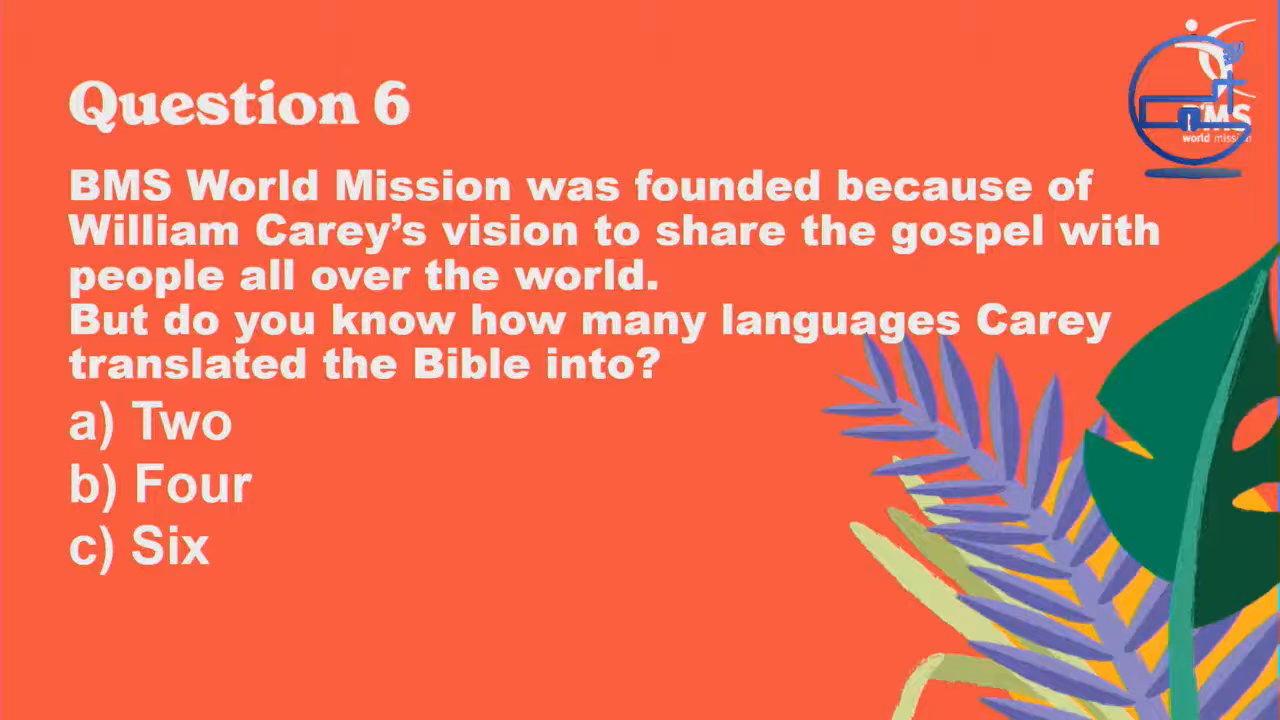 Question 6
BMS World Mission was founded because of
William Carey’s vision to share the gospel with
people all over the world.
But do you know how many languages Carey
translated the Bible into?
a) Two
b) Four
c) Six
BMS
world mission